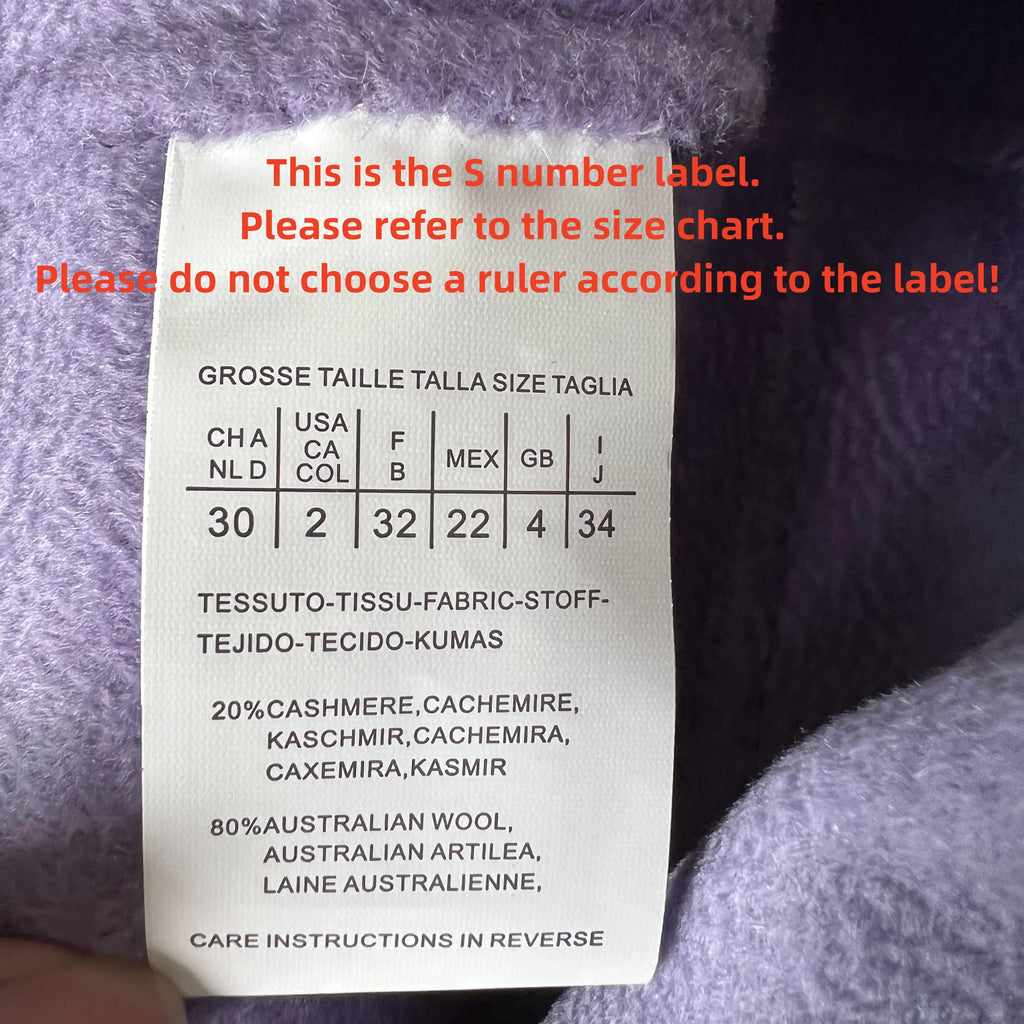 This is the S number label.
Please refer to the size chart.
Please do not choose a ruler according to the label!
GROSSE TAILLE TALLA SIZE TAGLIA
CH A NL D | USA CA COL | F B | MEX | GB | I J
30 | 2 | 32 | 22 | 4 | 34
TESSUTO-TISSU-FABRIC-STOFF-
TEJIDO-TECIDO-KUMAS
20%CASHMERE,CACHEMIRE,
KASCHMIR,CACHEMIRA,
CAXEMIRA,KASMIR
80%AUSTRALIAN WOOL,
AUSTRALIAN ARTILEA,
LAINE AUSTRALIENNE,
CARE INSTRUCTIONS IN REVERSE